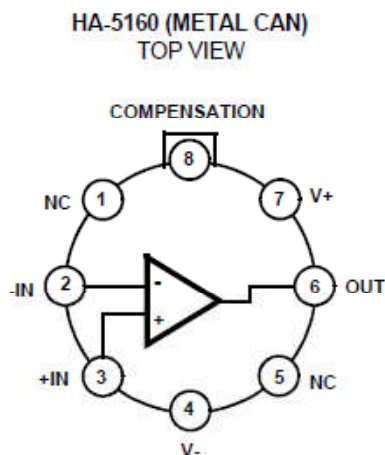 HA-5160 (METAL CAN)
TOP VIEW
COMPENSATION
8
NC 1
7 V+
-IN 2
-
6 OUT
+
+IN 3
5 NC
4
V-